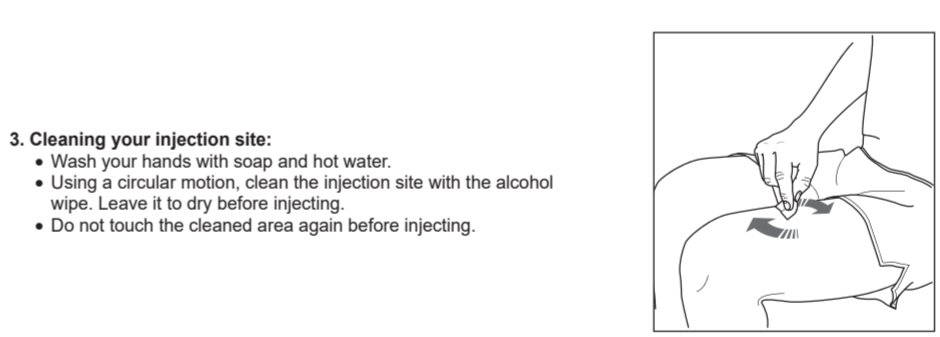 3. Cleaning your injection site:
• Wash your hands with soap and hot water.
• Using a circular motion, clean the injection site with the alcohol
wipe. Leave it to dry before injecting.
• Do not touch the cleaned area again before injecting.